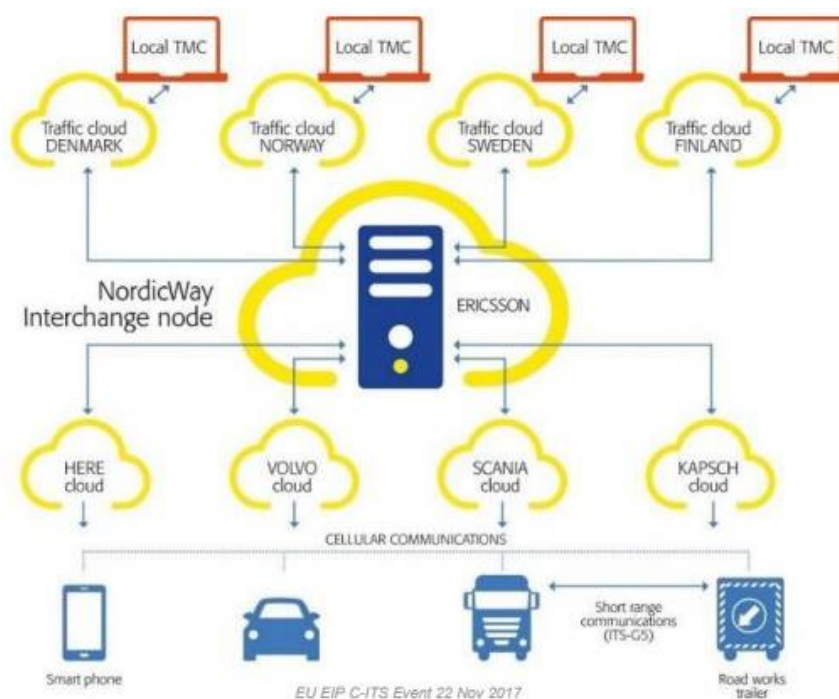 Local TMC
Local TMC
Local TMC
Local TMC
Traffic cloud
DENMARK
Traffic cloud
NORWAY
Traffic cloud
SWEDEN
Traffic cloud
FINLAND
NordicWay
Interchange node
ERICSSON
HERE
cloud
VOLVO
cloud
SCANIA
cloud
KAPSCH
cloud
CELLULAR COMMUNICATIONS
Short range
communications
(ITS-G5)
Smart phone
Road works
trailer
EU EIP C-ITS Event 22 Nov 2017